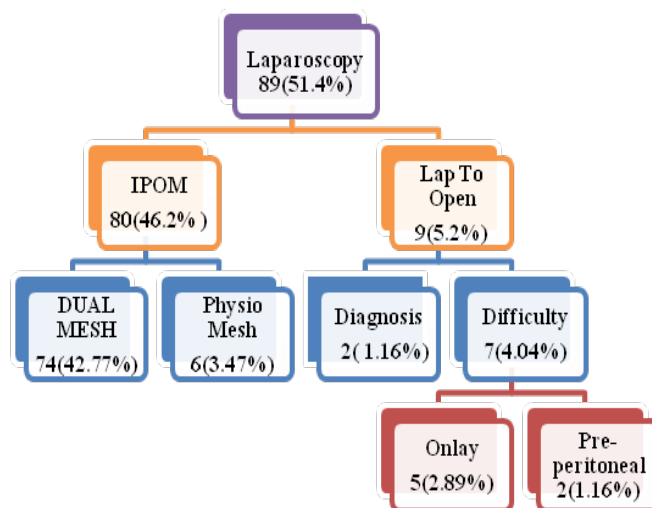 Laparoscopy
89(51.4%)
IPOM
80(46.2% )
Lap To
Open
9(5.2%)
DUAL
MESH
74(42.77%)
Physio
Mesh
6(3.47%)
Diagnosis
2( 1.16%)
Difficulty
7(4.04%)
Onlay
5(2.89%)
Pre-
peritoneal
2(1.16%)